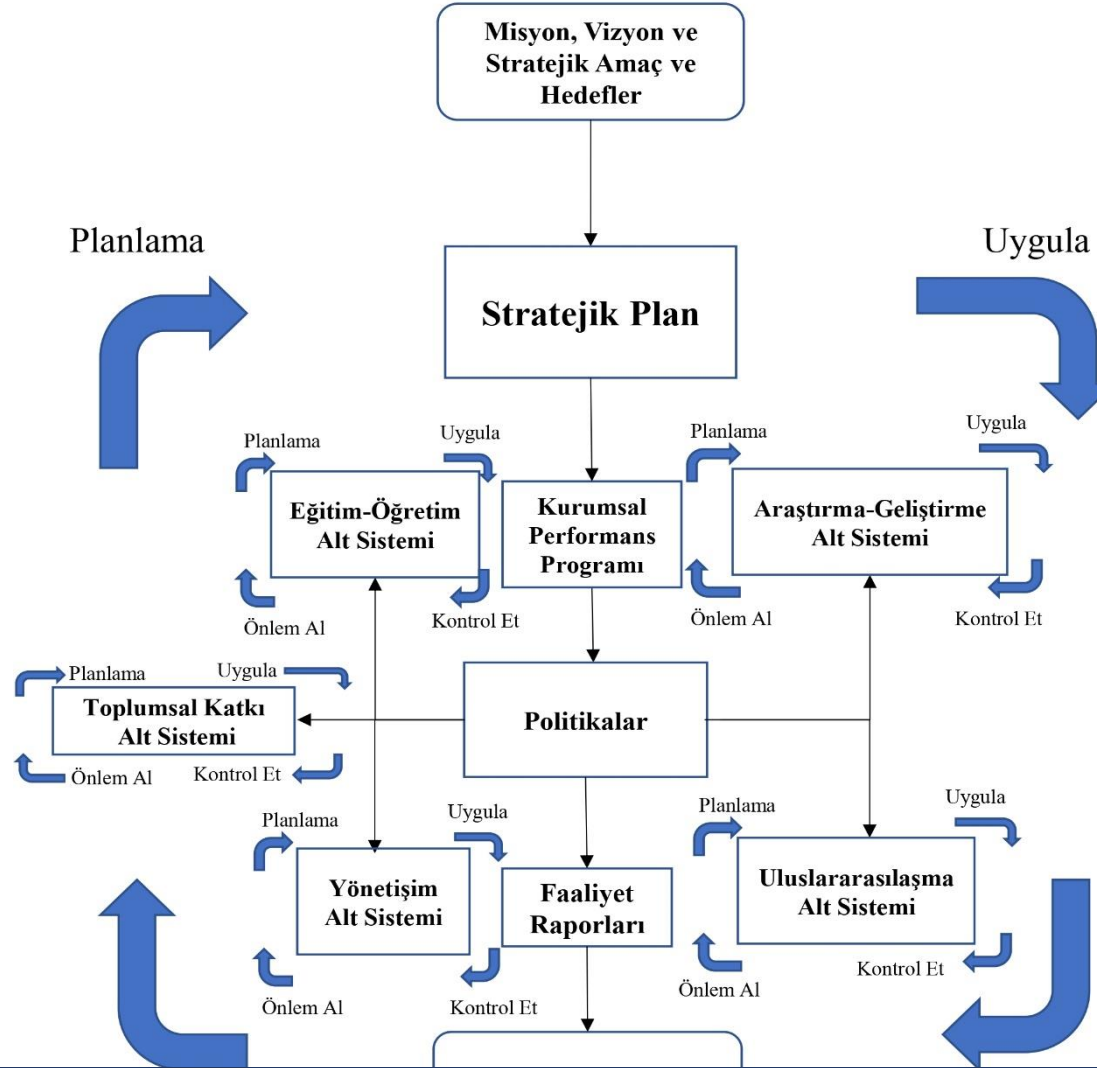 Misyon, Vizyon ve
Stratejik Amaç ve
Hedefler
Planlama
Uygula
Stratejik Plan
Planlama
Uygula
Eğitim-Öğretim
Alt Sistemi
Önlem Al
Kontrol Et
Kurumsal
Performans
Programı
Planlama
Uygula
Araştırma-Geliştirme
Alt Sistemi
Önlem Al
Kontrol Et
Planlama
Uygula
Toplumsal Katkı
Alt Sistemi
Önlem Al
Kontrol Et
Politikalar
Planlama
Uygula
Yönetişim
Alt Sistemi
Önlem Al
Kontrol Et
Faaliyet
Raporları
Planlama
Uygula
Uluslararasılaşma
Alt Sistemi
Önlem Al
Kontrol Et